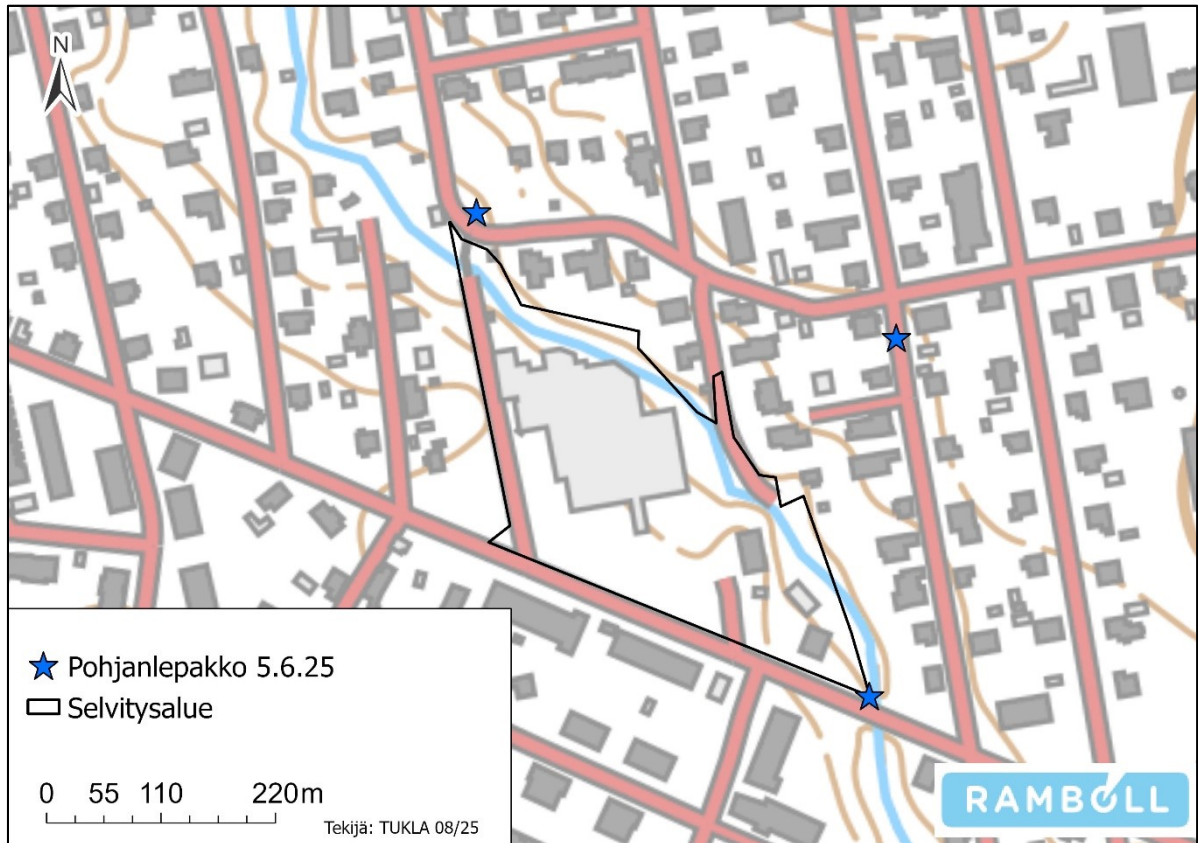 N
Pohjanlepakko 5.6.25
Selvitysalue
0 55 110 220m
Tekijä: TUKLA 08/25
RAMBOLL